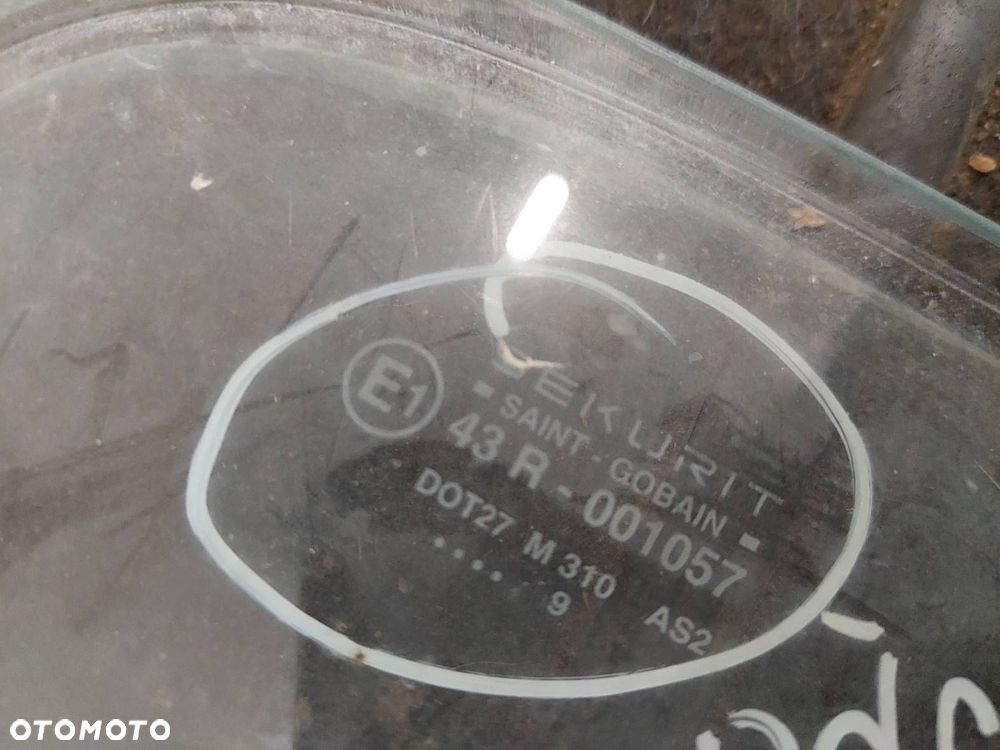 SEKURIT
- SAINT - GOBAIN -
E1
43 R - 001057
DOT27 M 310 AS2
.... 9
OTOMOTO